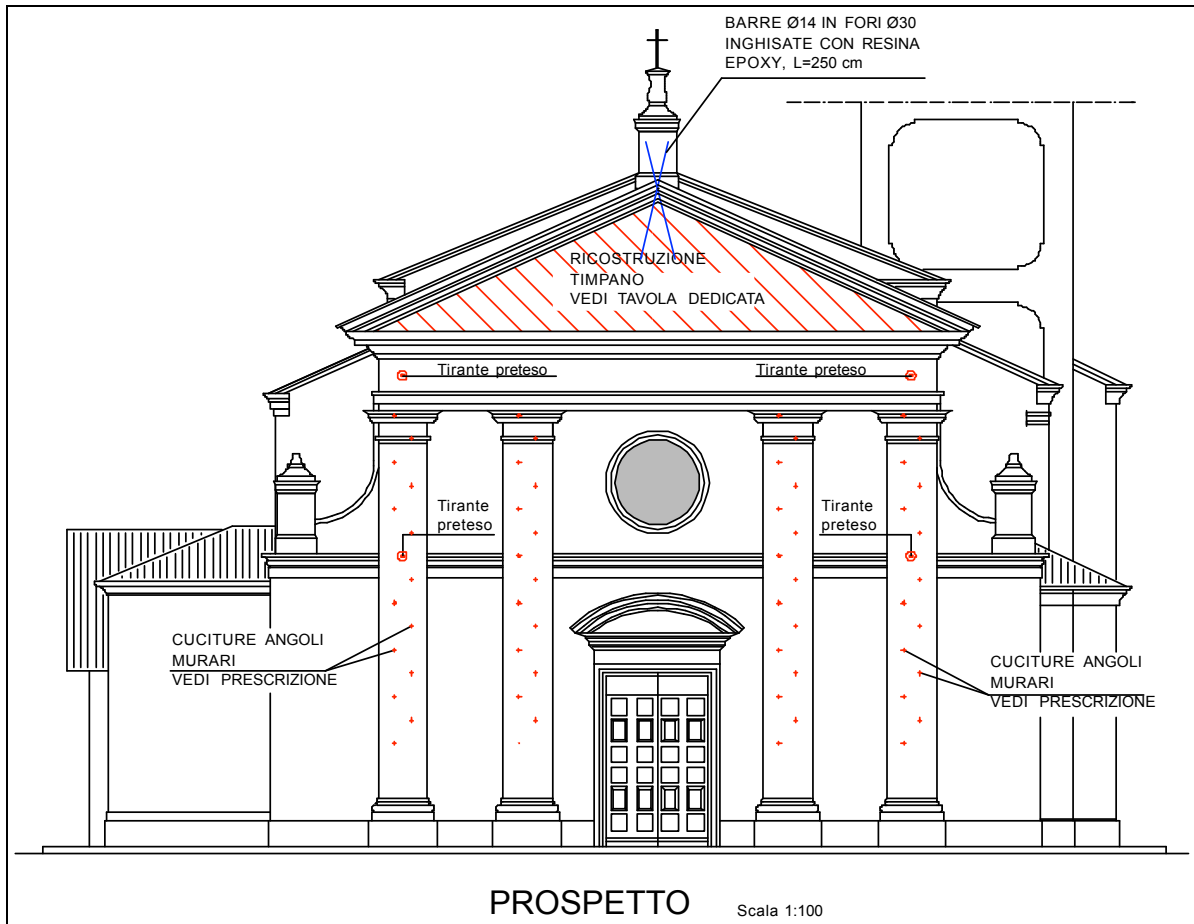 BARRE Ø14 IN FORI Ø30
INGHISATE CON RESINA
EPOXY, L=250 cm
RICOSTRUZIONE
TIMPANO
VEDI TAVOLA DEDICATA
Tirante preteso
Tirante preteso
Tirante
preteso
Tirante
preteso
CUCITURE ANGOLI
MURARI
VEDI PRESCRIZIONE
CUCITURE ANGOLI
MURARI
VEDI PRESCRIZIONE
PROSPETTO
Scala 1:100